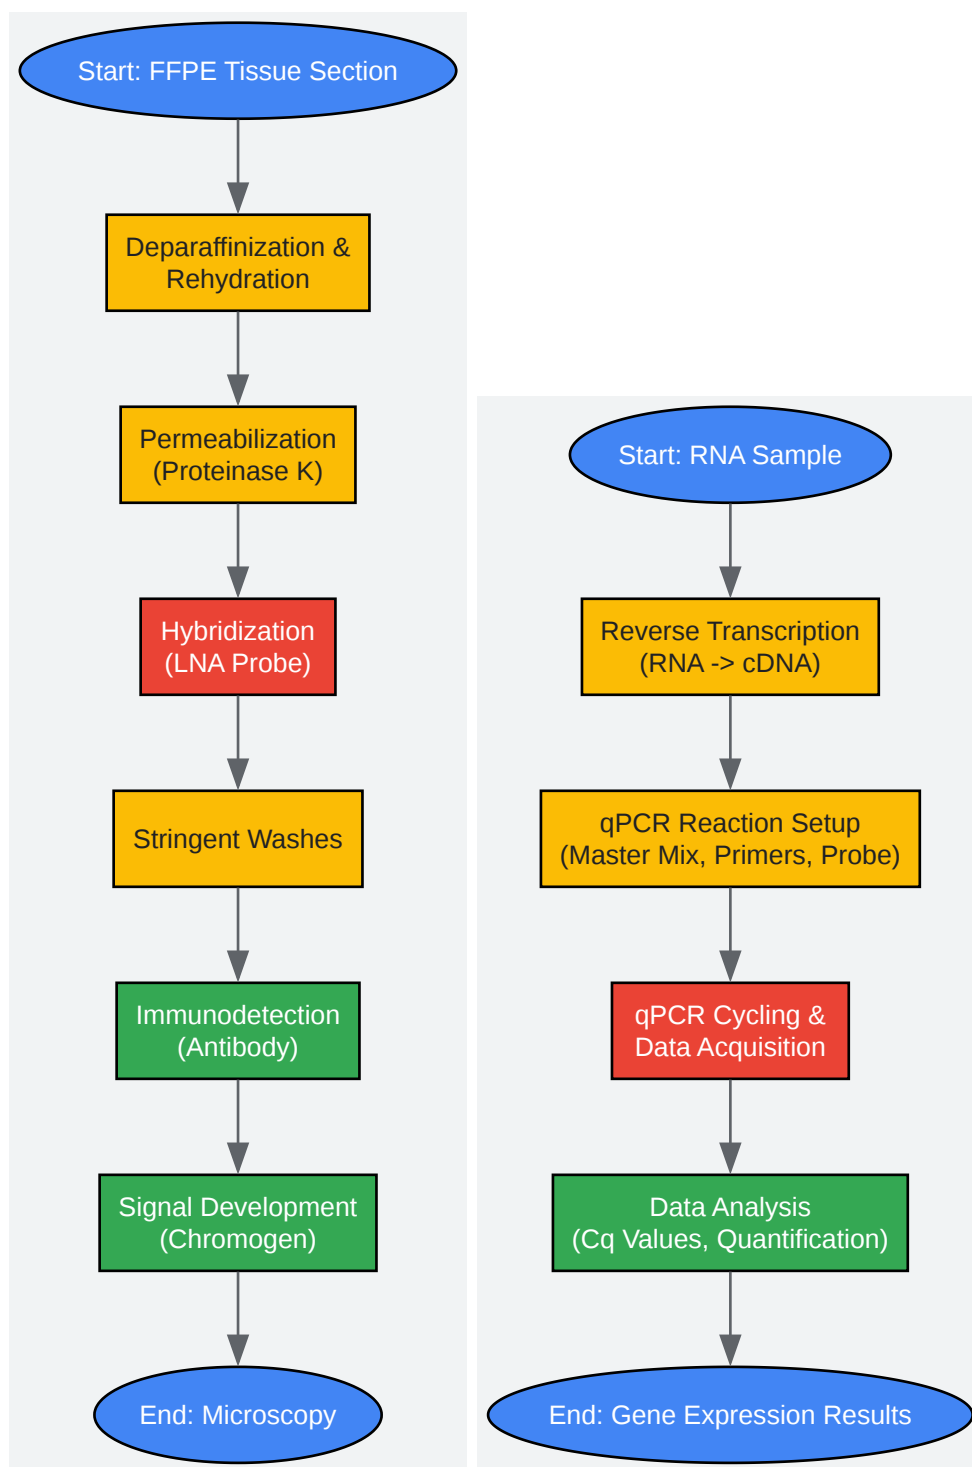 Start: FFPE Tissue Section
Deparaffinization &
Rehydration
Permeabilization
(Proteinase K)
Hybridization
(LNA Probe)
Stringent Washes
Immunodetection
(Antibody)
Signal Development
(Chromogen)
End: Microscopy
Start: RNA Sample
Reverse Transcription
(RNA -> cDNA)
qPCR Reaction Setup
(Master Mix, Primers, Probe)
qPCR Cycling &
Data Acquisition
Data Analysis
(Cq Values, Quantification)
End: Gene Expression Results